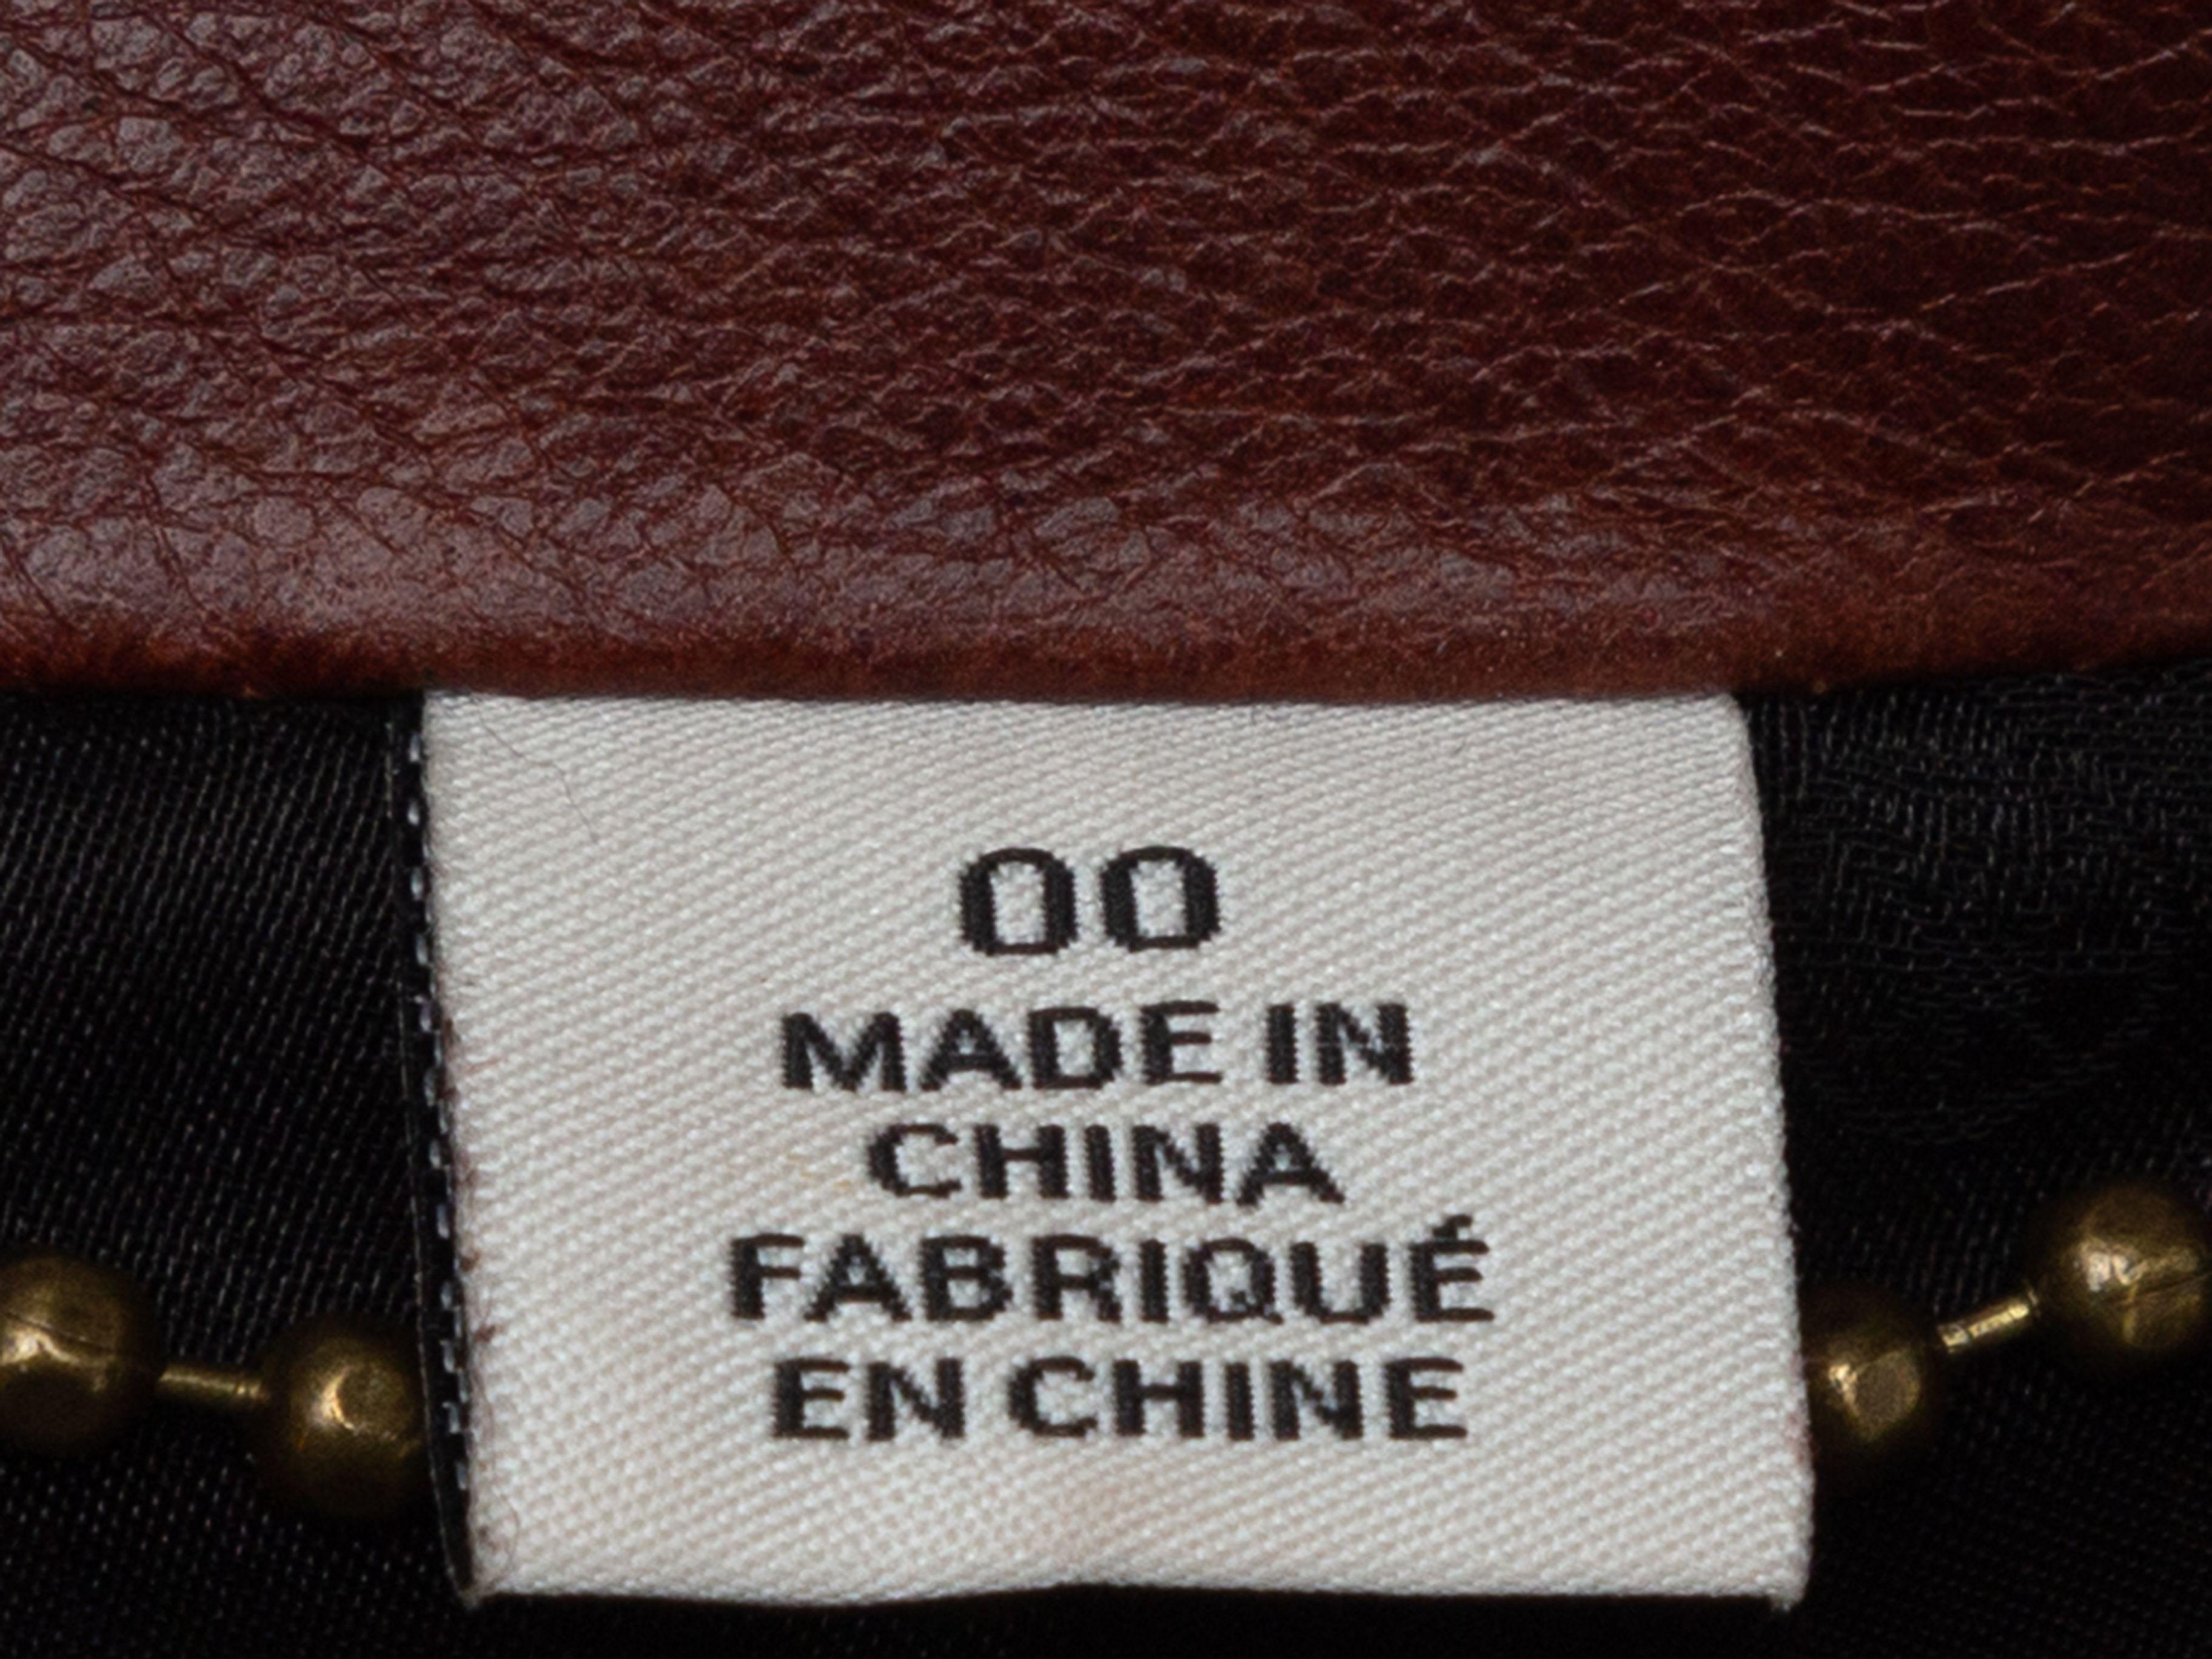 00
MADE IN
CHINA
FABRIQUÉ
EN CHINE